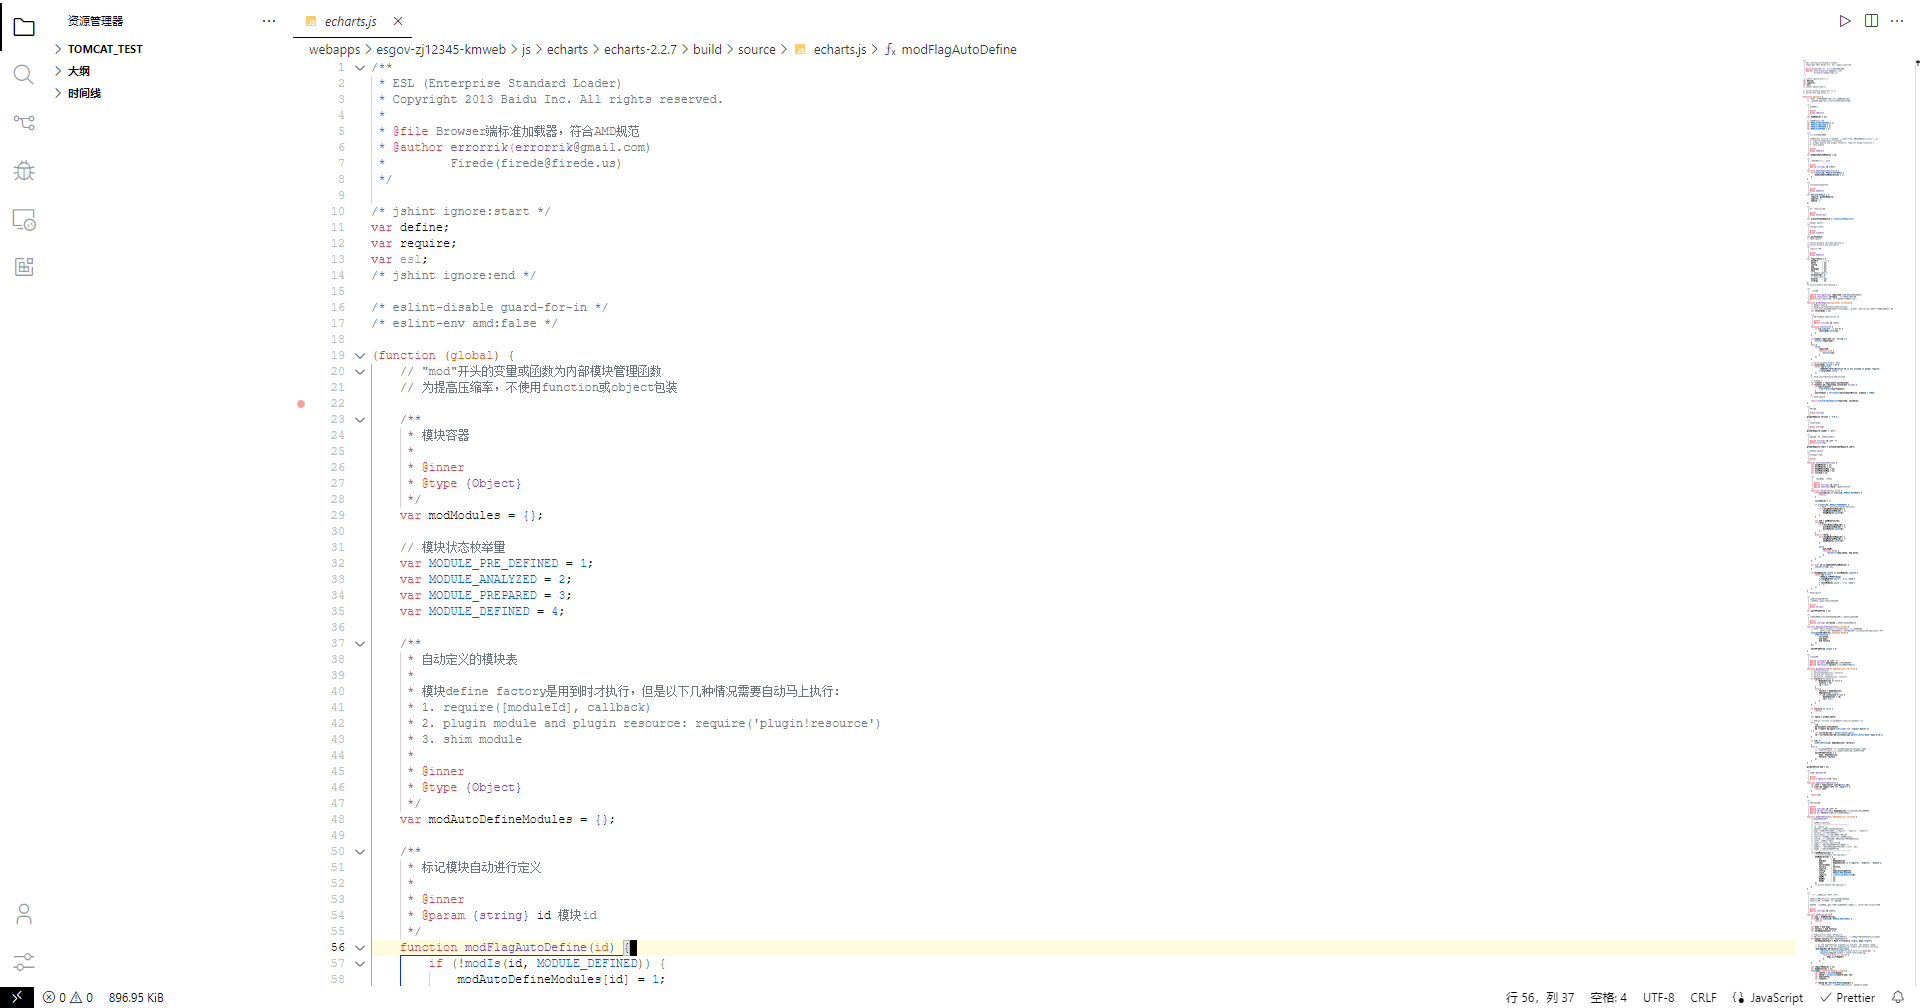 资源管理器
echarts.js
TOMCAT_TEST
大纲
时间线
webapps > esgov-zj12345-kmweb > js > echarts > echarts-2.2.7 > build > source > echarts.js > modFlagAutoDefine
1 /**
2 * ESL (Enterprise Standard Loader)
3 * Copyright 2013 Baidu Inc. All rights reserved.
4 *
5 * @file Browser端标准加载器，符合AMD规范
6 * @author errorrik(errorrik@gmail.com)
7 *         Firede(firede@firede.us)
8 */
9
10 /* jshint ignore:start */
11 var define;
12 var require;
13 var esl;
14 /* jshint ignore:end */
15
16 /* eslint-disable guard-for-in */
17 /* eslint-env amd:false */
18
19 (function (global) {
20     // "mod"开头的变量或函数为内部模块管理函数
21     // 为提高压缩率，不使用function或object包装
22
23     /**
24      * 模块容器
25      *
26      * @inner
27      * @type {Object}
28      */
29     var modModules = {};
30
31     // 模块状态枚举量
32     var MODULE_PRE_DEFINED = 1;
33     var MODULE_ANALYZED = 2;
34     var MODULE_PREPARED = 3;
35     var MODULE_DEFINED = 4;
36
37     /**
38      * 自动定义的模块表
39      *
40      * 模块define factory是用到时才执行，但是以下几种情况需要自动马上执行:
41      * 1. require([moduleId], callback)
42      * 2. plugin module and plugin resource: require('plugin!resource')
43      * 3. shim module
44      *
45      * @inner
46      * @type {Object}
47      */
48     var modAutoDefineModules = {};
49
50     /**
51      * 标记模块自动进行定义
52      *
53      * @inner
54      * @param {string} id 模块id
55      */
56     function modFlagAutoDefine(id) {
57         if (!modIs(id, MODULE_DEFINED)) {
58             modAutoDefineModules[id] = 1;
0 0 896.95 KiB 行 56，列 37 空格: 4 UTF-8 CRLF JavaScript Prettier